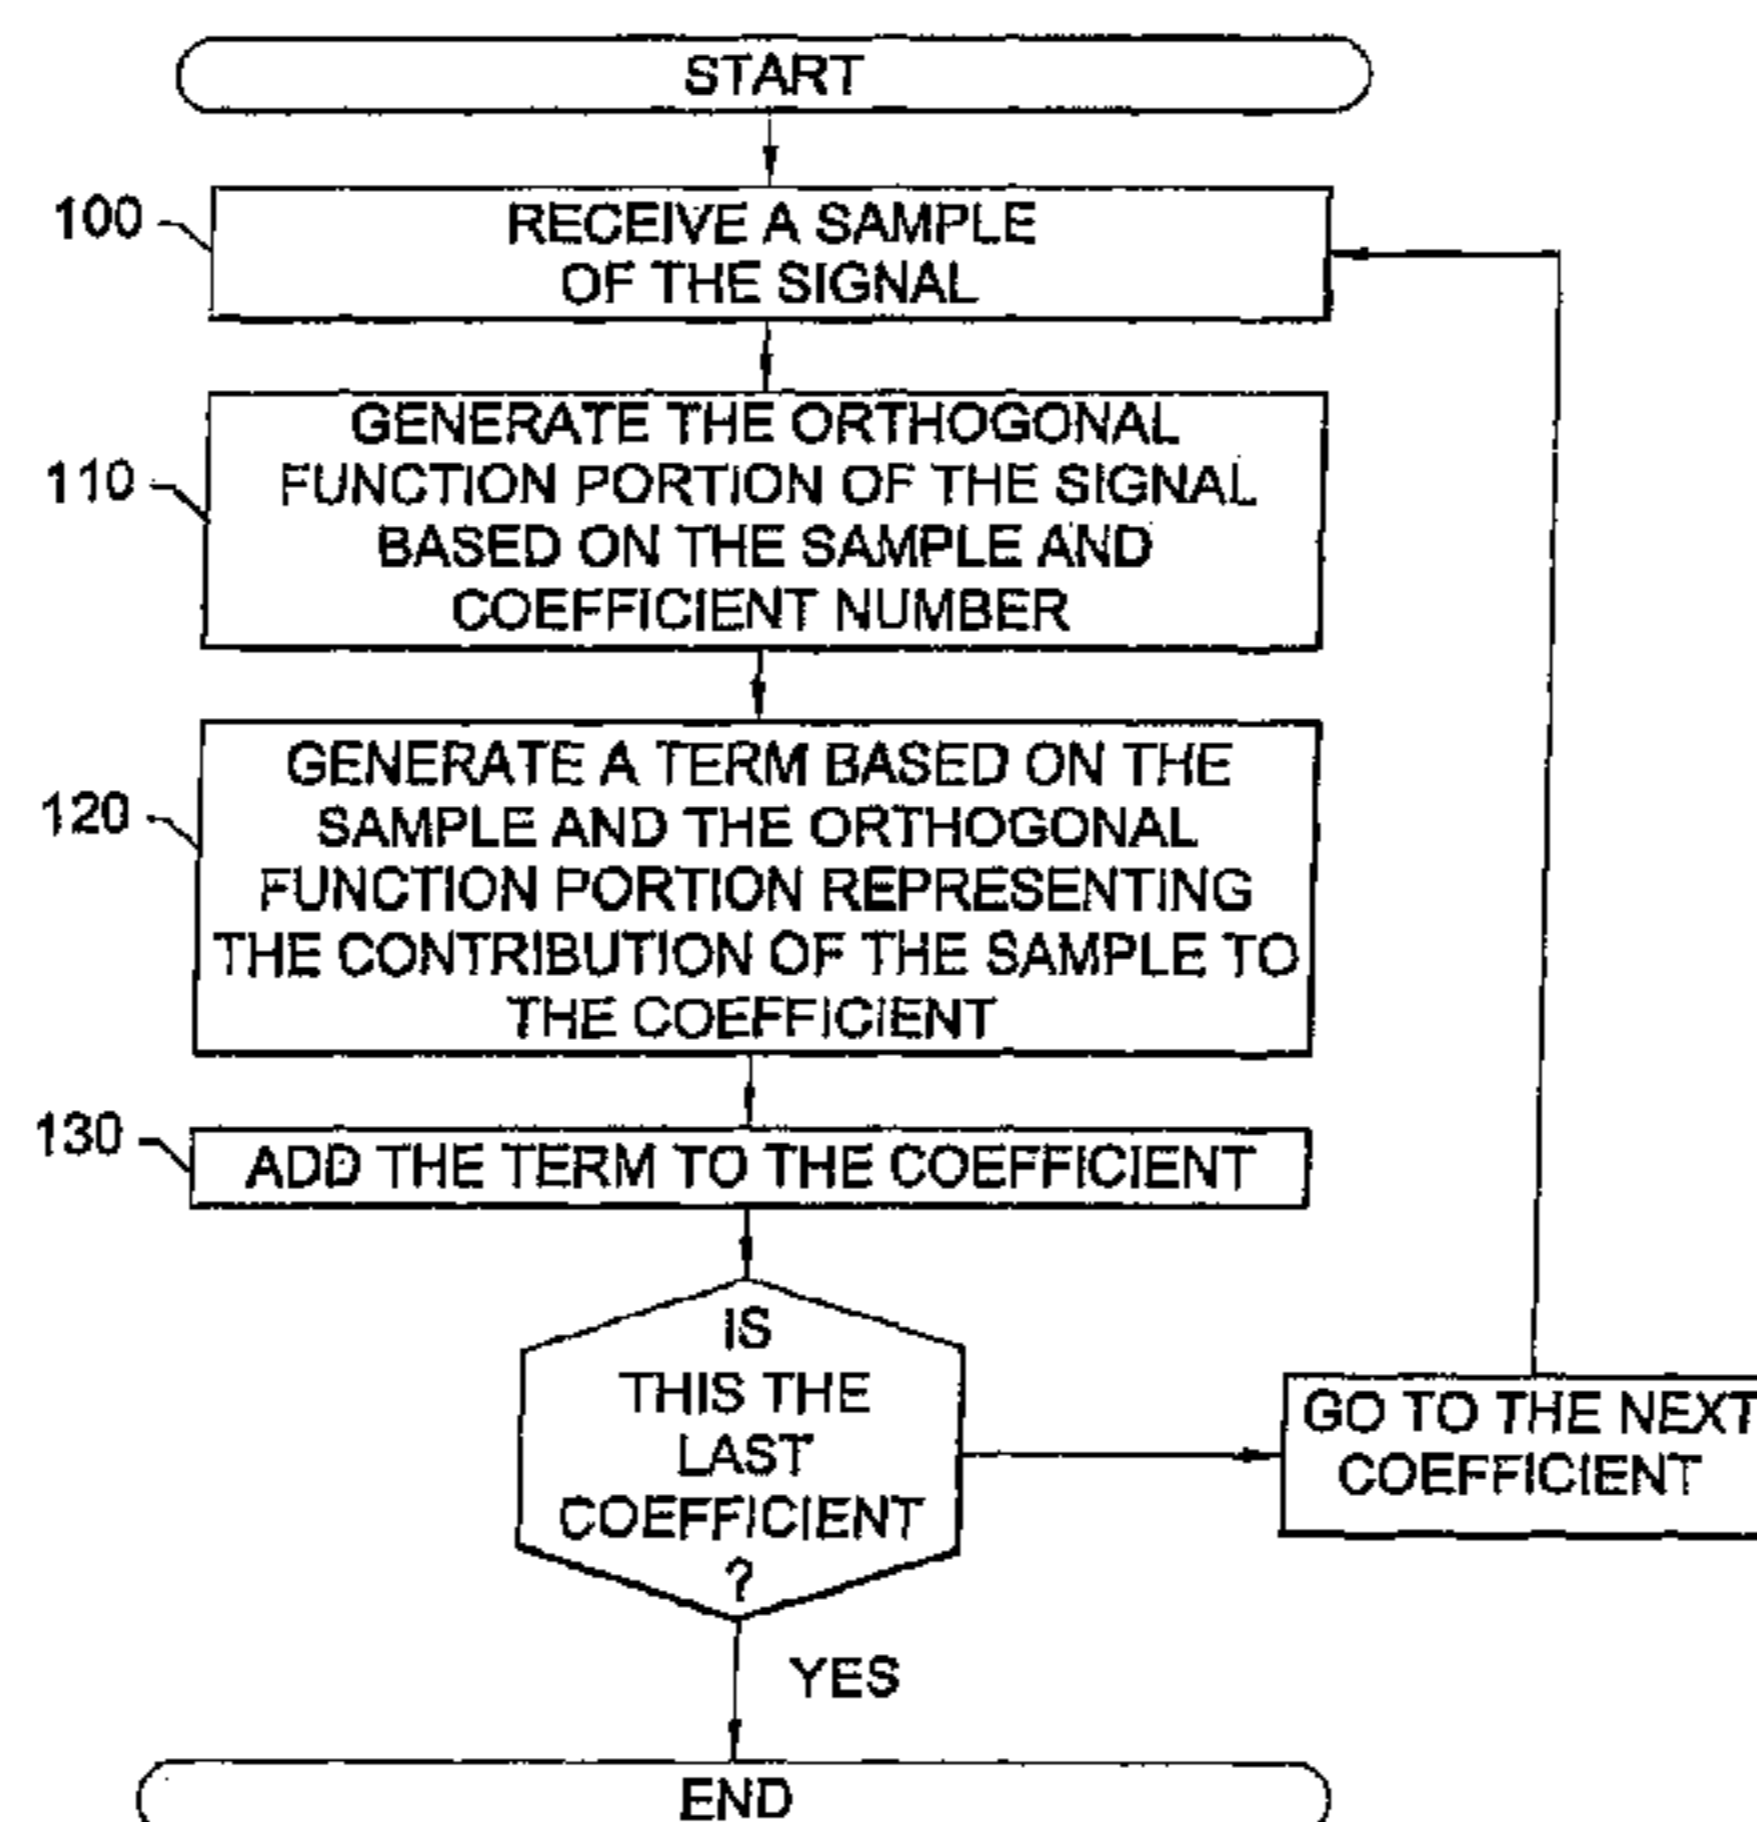 START
100
RECEIVE A SAMPLE
OF THE SIGNAL
110
GENERATE THE ORTHOGONAL
FUNCTION PORTION OF THE SIGNAL
BASED ON THE SAMPLE AND
COEFFICIENT NUMBER
120
GENERATE A TERM BASED ON THE
SAMPLE AND THE ORTHOGONAL
FUNCTION PORTION REPRESENTING
THE CONTRIBUTION OF THE SAMPLE TO
THE COEFFICIENT
130
ADD THE TERM TO THE COEFFICIENT
IS
THIS THE
LAST
COEFFICIENT
?
GO TO THE NEXT
COEFFICIENT
YES
END